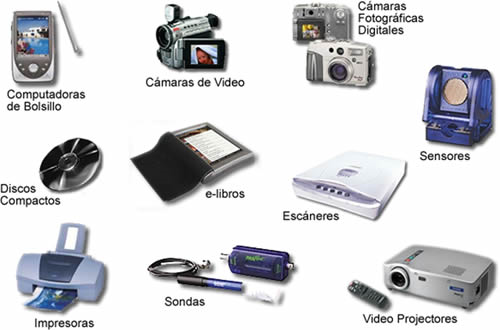 Computadoras
de Bolsillo
Cámaras de Video
Cámaras
Fotográficas
Digitales
Sensores
Discos
Compactos
e-libros
Escáneres
Impresoras
Sondas
Video Projectores